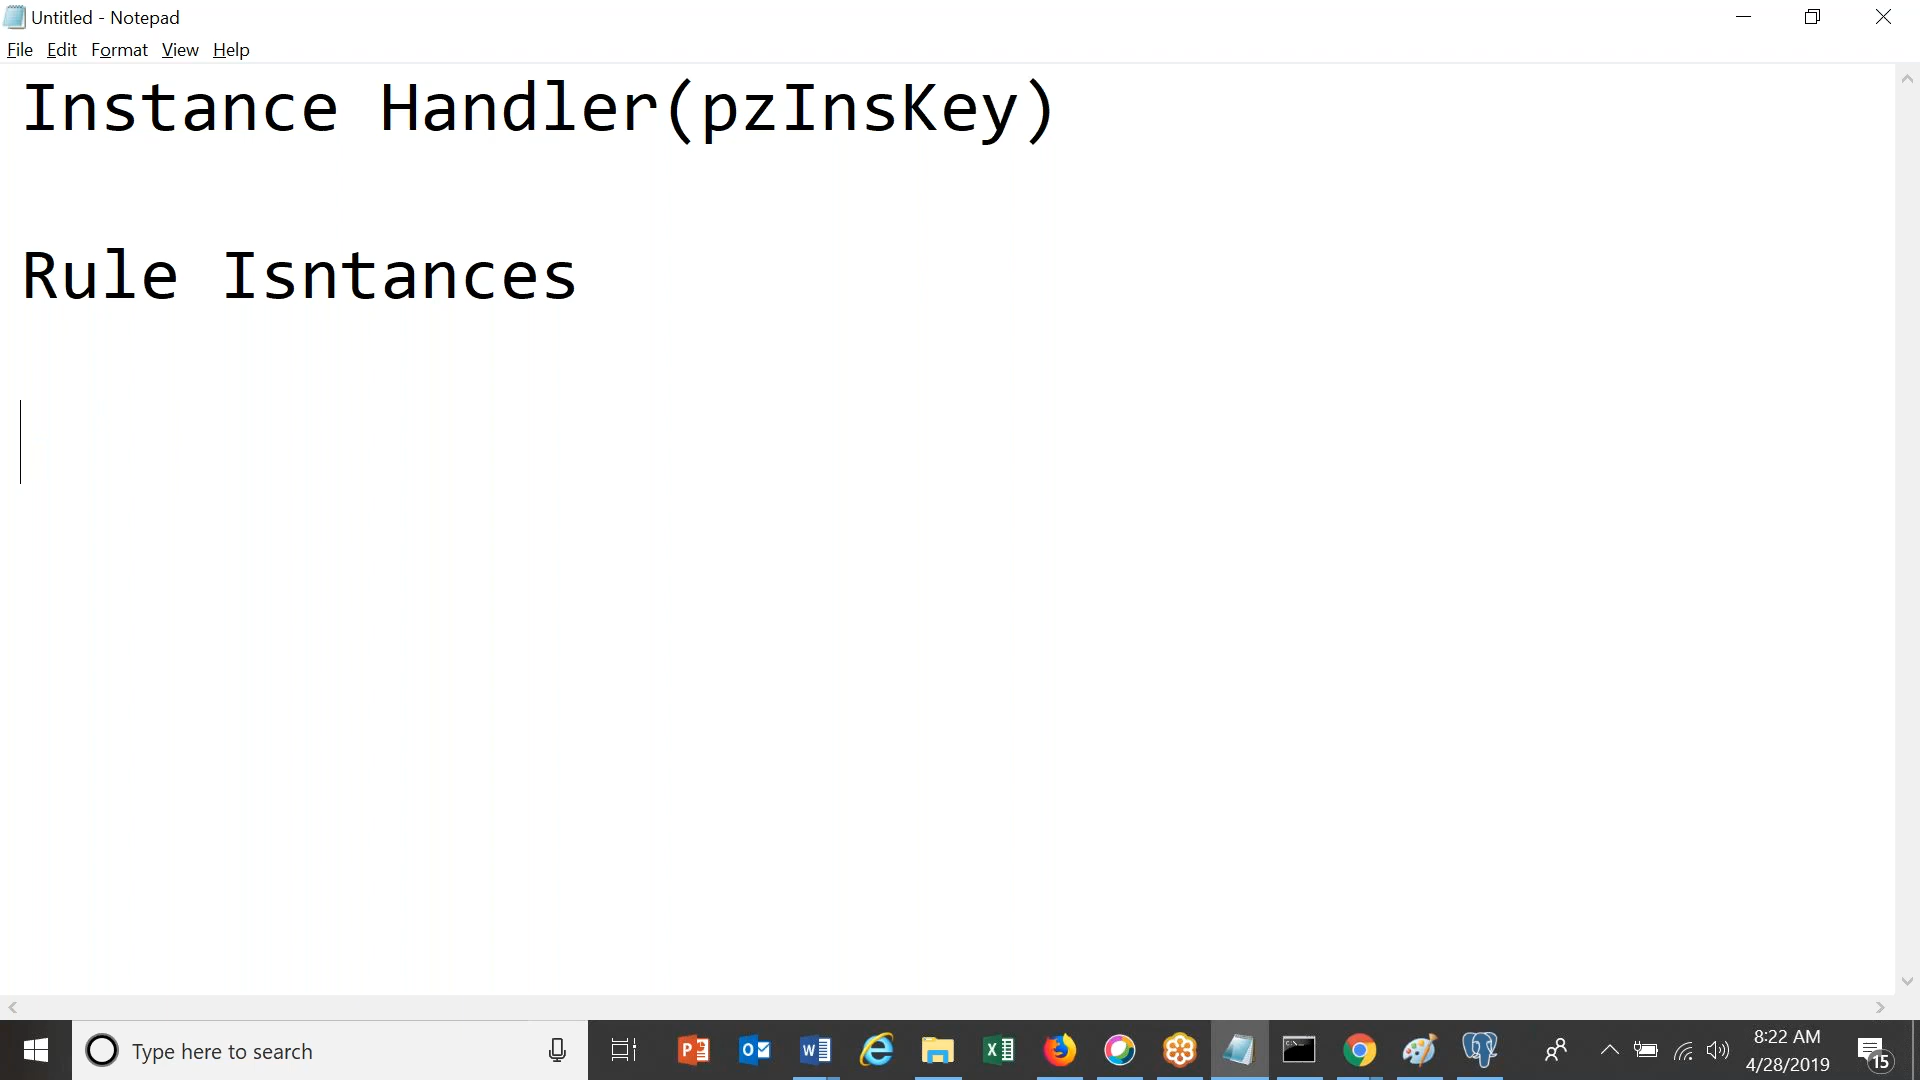 Untitled - Notepad
File Edit Format View Help
Instance Handler(pzInsKey)
Rule Isntances
Type here to search
8:22 AM
4/28/2019
15